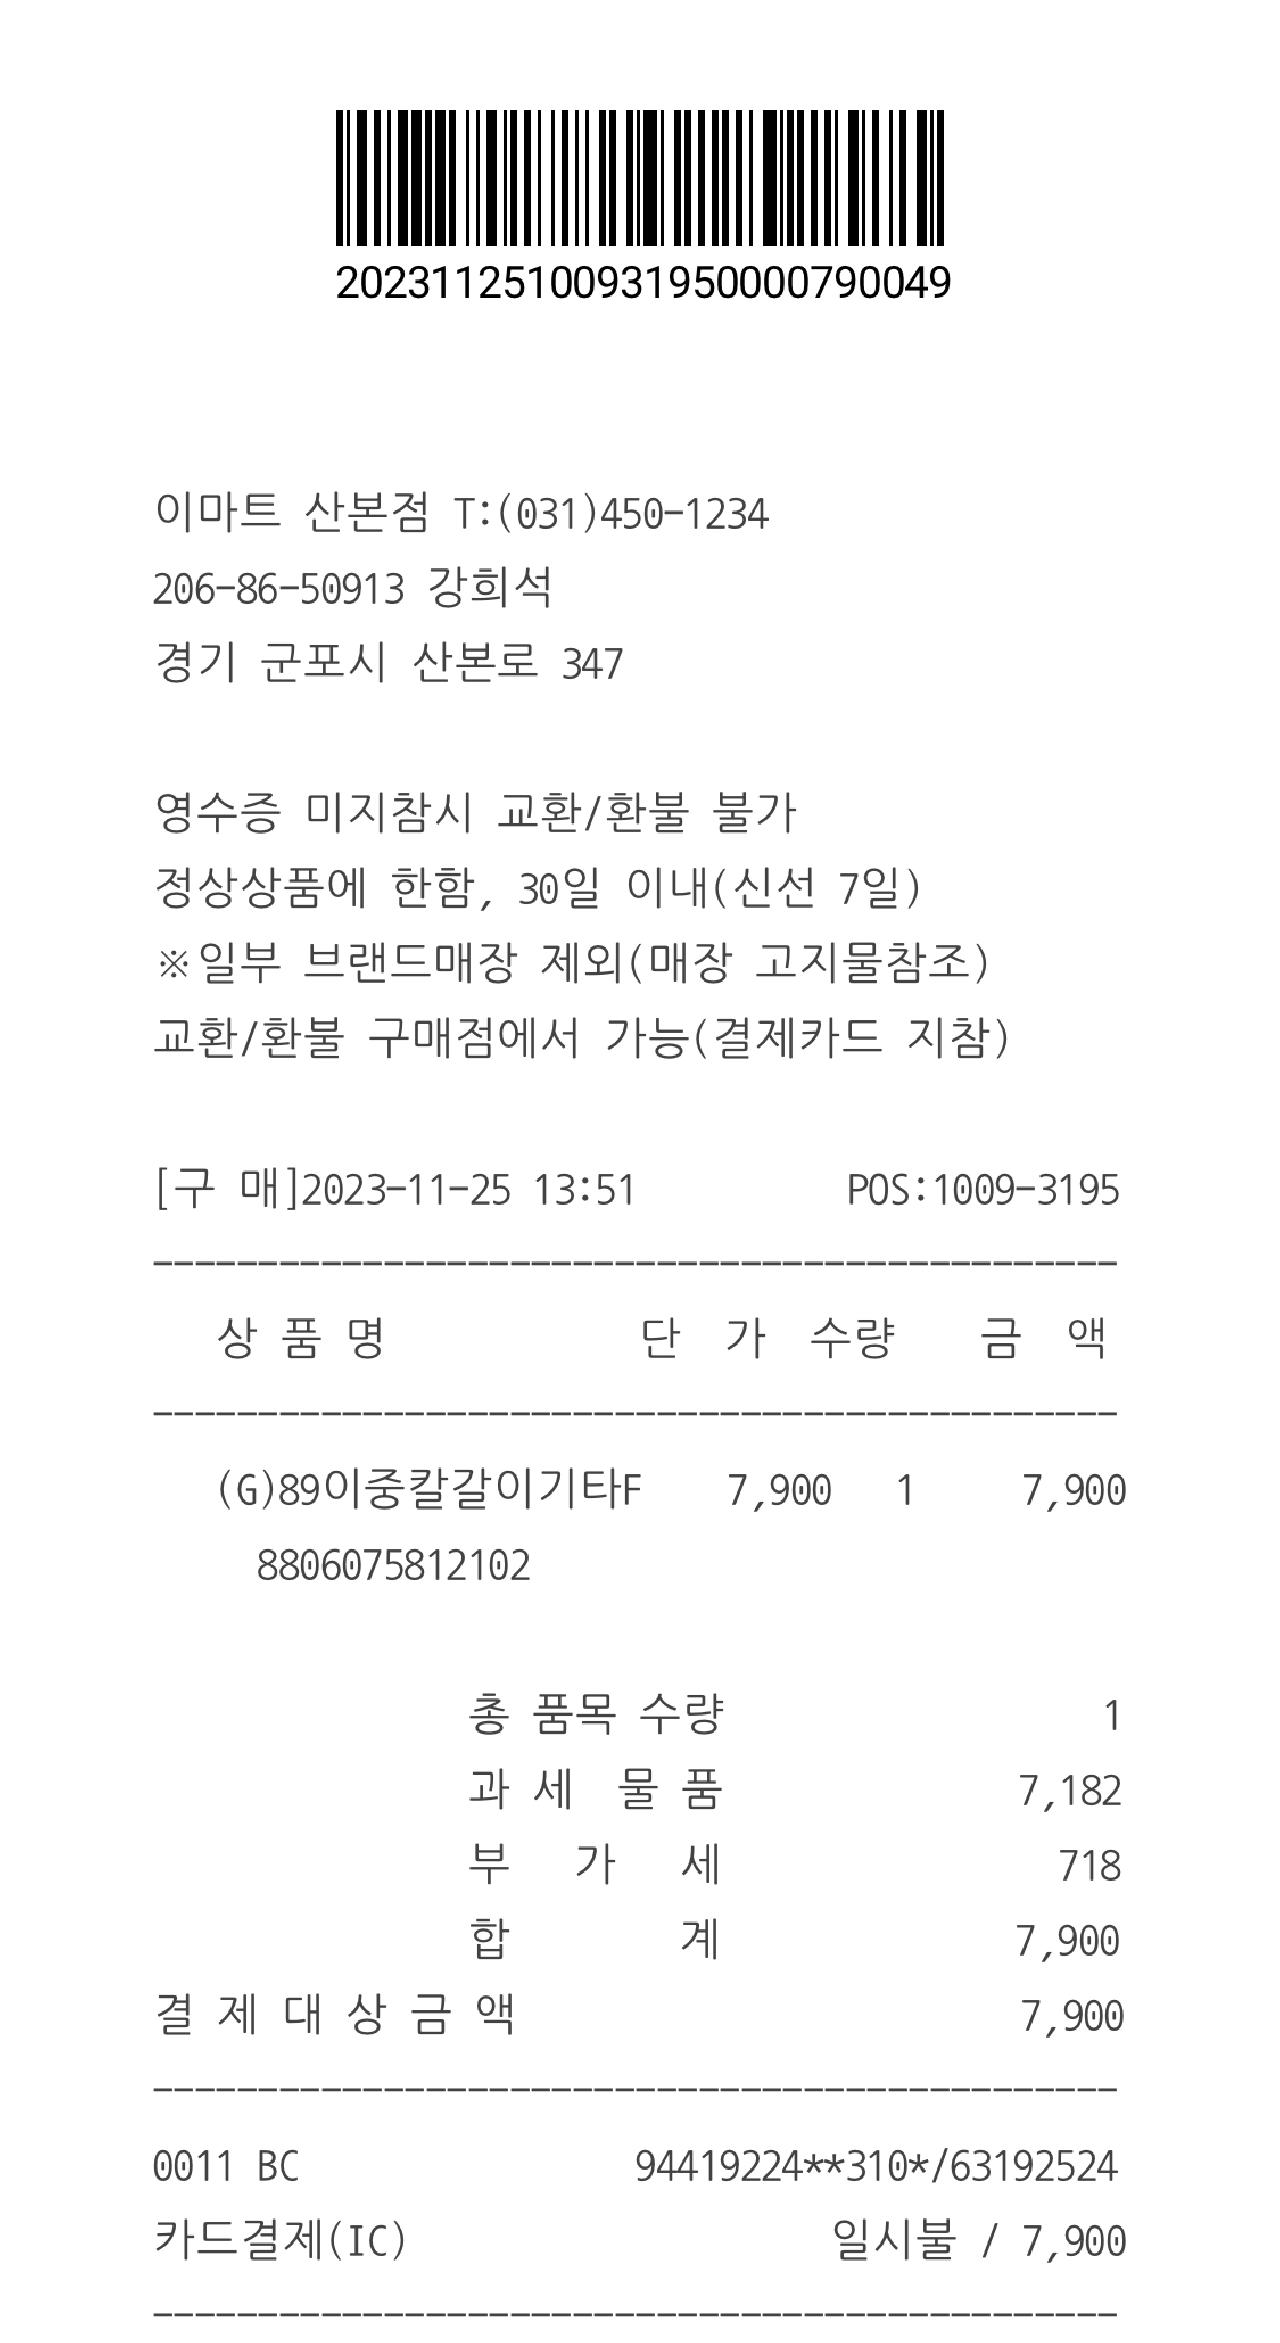 20231125100931950000790049
이마트 산본점 T:(031)450-1234
206-86-50913 강희석
경기 군포시 산본로 347
영수증 미지참시 교환/환불 불가
정상상품에 한함, 30일 이내(신선 7일)
※일부 브랜드매장 제외(매장 고지물참조)
교환/환불 구매점에서 가능(결제카드 지참)
[구 매]2023-11-25 13:51 POS:1009-3195
----------------------------------------------
상 품 명 단 가 수량 금 액
----------------------------------------------
(G)89이중칼갈이기타F 7,900 1 7,900
8806075812102
총 품목 수량 1
과 세 물 품 7,182
부 가 세 718
합 계 7,900
결 제 대 상 금 액 7,900
----------------------------------------------
0011 BC 94419224**310*/63192524
카드결제(IC) 일시불 / 7,900
----------------------------------------------